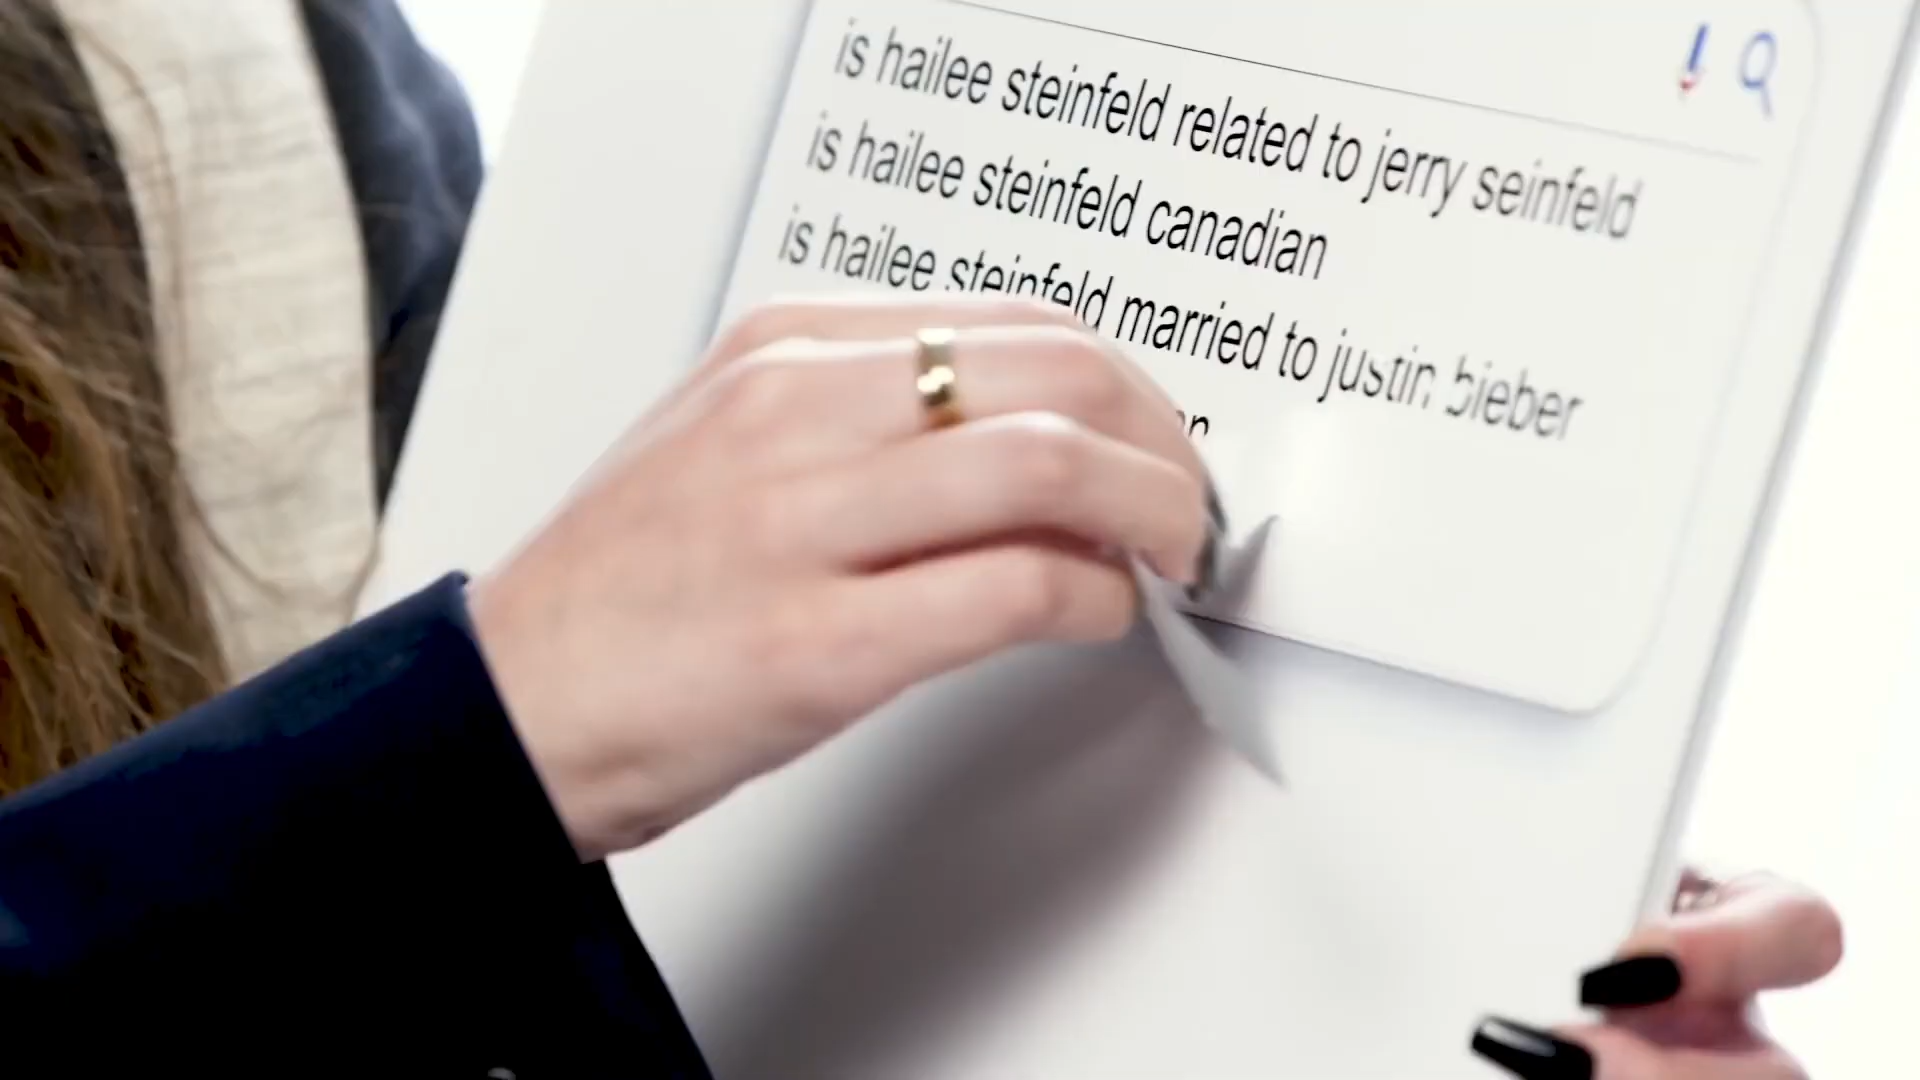 is hailee steinfeld related to jerry seinfeld
is hailee steinfeld canadian
is hailee steinfeld married to justin bieber